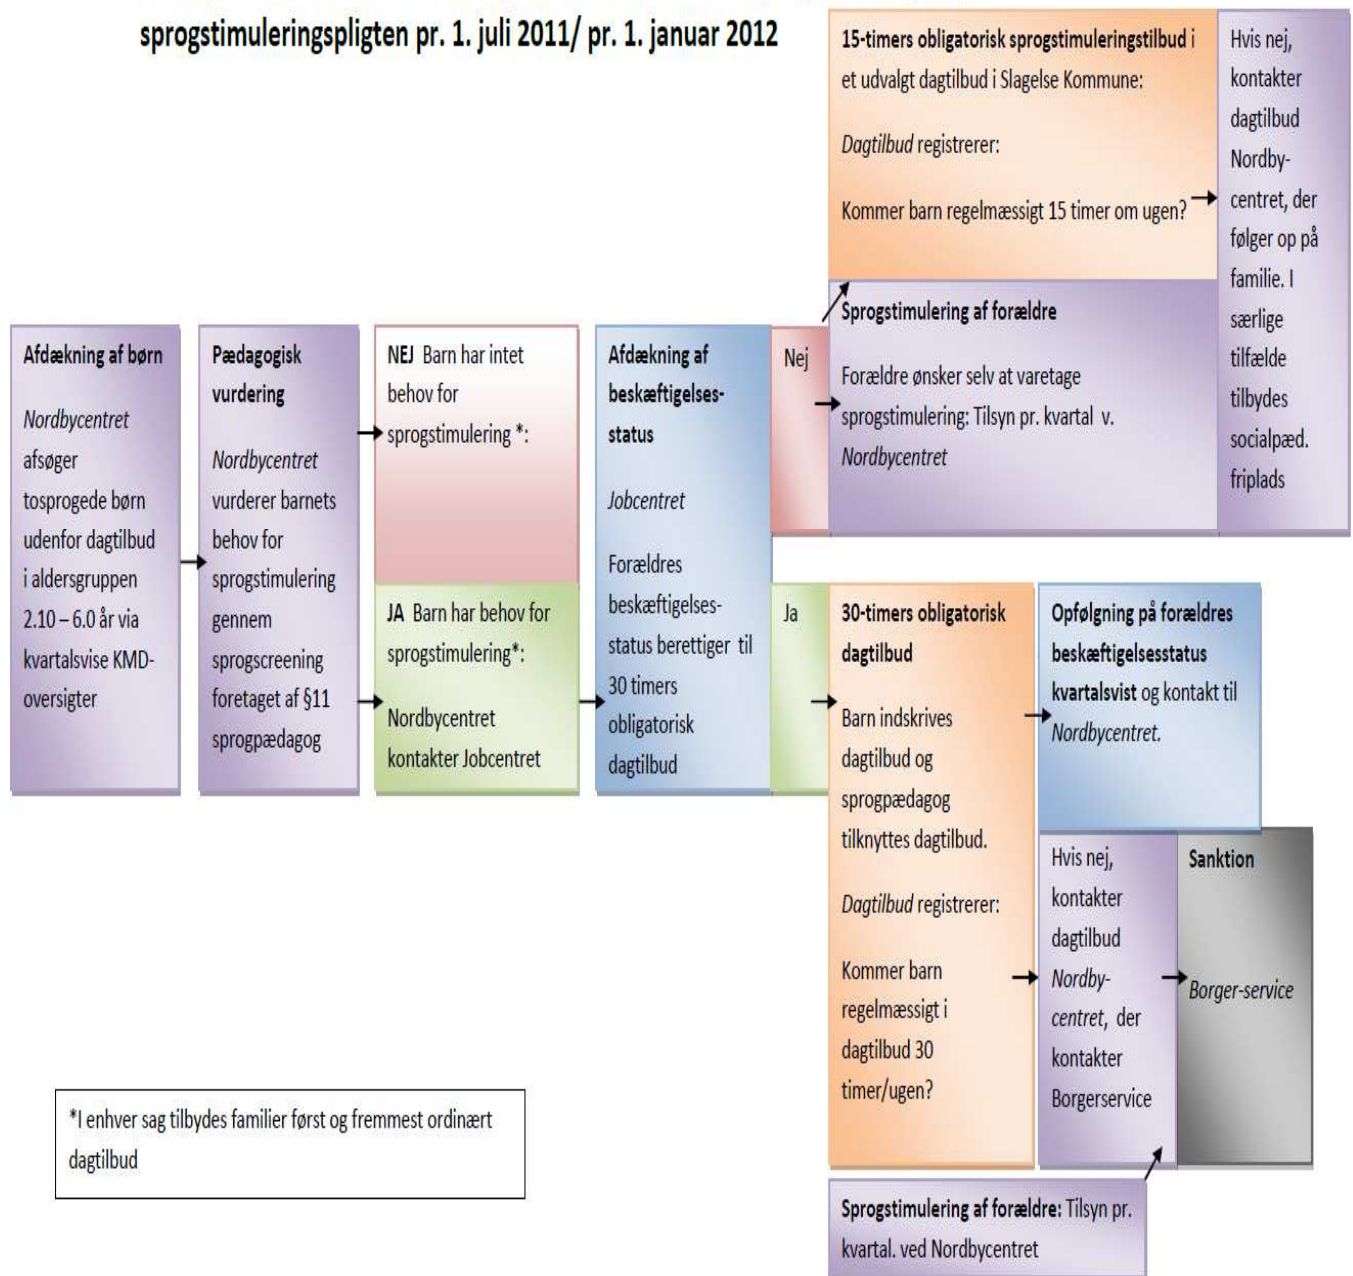 sprogstimuleringspligten pr. 1. juli 2011/ pr. 1. januar 2012
Afdækning af børn
Nordbycentret
afsøger
tosprogede børn
udenfor dagtilbud
i aldersgruppen
2.10 – 6.0 år via
kvartalsvise KMD-
oversigter
Pædagogisk
vurdering
Nordbycentret
vurderer barnets
behov for
sprogstimulering
gennem
sprogscreening
foretaget af §11
sprogpædagog
NEJ Barn har intet
behov for
sprogstimulering *:
JA Barn har behov for
sprogstimulering*:
Nordbycentret
kontakter Jobcentret
Afdækning af
beskæftigelses-
status
Jobcentret
Forældres
beskæftigelses-
status berettiger til
30 timers
obligatorisk
dagtilbud
Nej
15-timers obligatorisk sprogstimuleringstilbud i
et udvalgt dagtilbud i Slagelse Kommune:
Dagtilbud registrerer:
Kommer barn regelmæssigt 15 timer om ugen?
Sprogstimulering af forældre
Forældre ønsker selv at varetage
sprogstimulering: Tilsyn pr. kvartal v.
Nordbycentret
Hvis nej,
kontakter
dagtilbud
Nordby-
centret, der
følger op på
familie. I
særlige
tilfælde
tilbydes
socialpæd.
friplads
Ja
30-timers obligatorisk
dagtilbud
Barn indskrives
dagtilbud og
sprogpædagog
tilknyttes dagtilbud.
Dagtilbud registrerer:
Kommer barn
regelmæssigt i
dagtilbud 30
timer/ugen?
Opfølgning på forældres
beskæftigelsesstatus
kvartalsvist og kontakt til
Nordbycentret.
Hvis nej,
kontakter
dagtilbud
Nordby-
centret, der
kontakter
Borgerservice
Sanktion
Borger-service
Sprogstimulering af forældre: Tilsyn pr.
kvartal. ved Nordbycentret
*I enhver sag tilbydes familier først og fremmest ordinært
dagtilbud